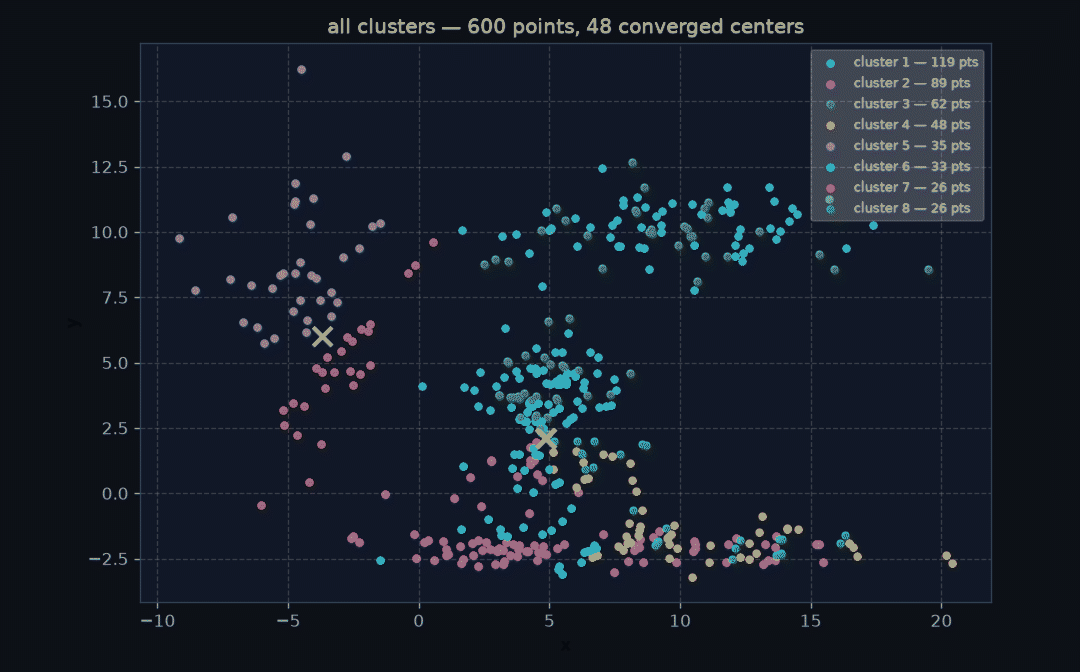 all clusters — 600 points, 48 converged centers
cluster 1 — 119 pts
cluster 2 — 89 pts
cluster 3 — 62 pts
cluster 4 — 48 pts
cluster 5 — 35 pts
cluster 6 — 33 pts
cluster 7 — 26 pts
cluster 8 — 26 pts
15.0
12.5
10.0
7.5
5.0
2.5
0.0
−2.5
y
−10 −5 0 5 10 15 20
x